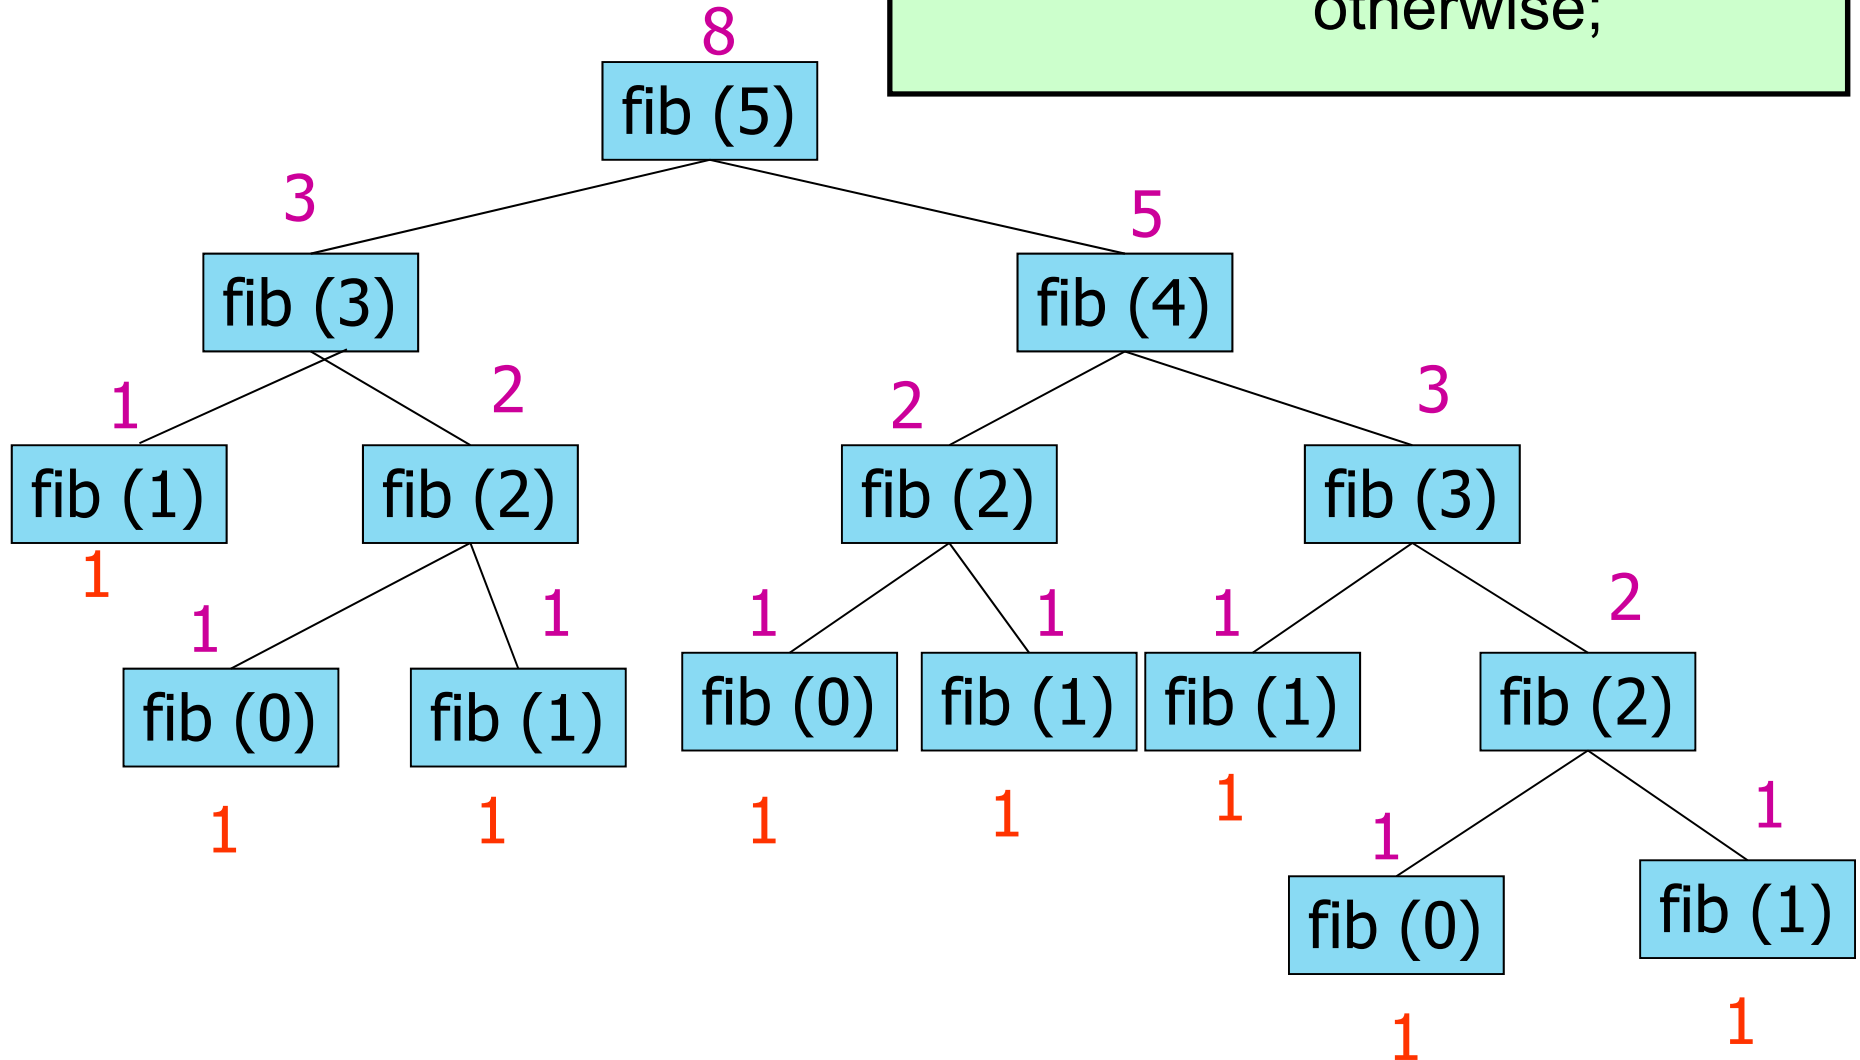 otherwise;
8
fib (5)
3
5
fib (3)
fib (4)
1
2
2
3
fib (1)
fib (2)
fib (2)
fib (3)
1
1
1
1
1
1
2
fib (0)
fib (1)
fib (0)
fib (1)
fib (1)
fib (2)
1
1
1
1
1
1
1
fib (0)
fib (1)
1
1